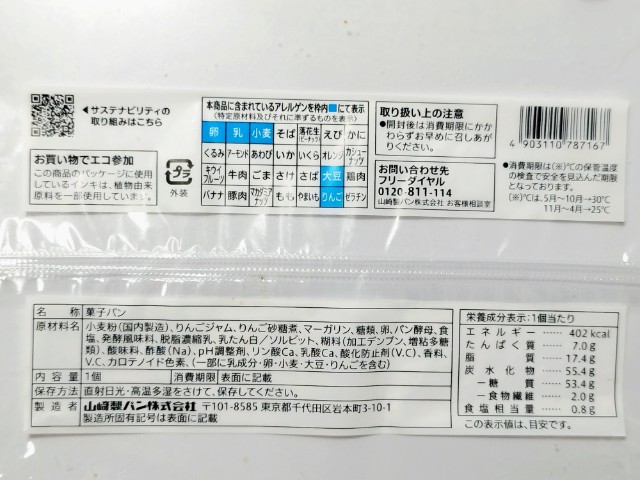 ◀サステナビリティの
取り組みはこちら
お買い物でエコ参加
この商品のパッケージに使用
しているインキは、植物由来
原料を一部使用しています。
プラ
外装
本商品に含まれているアレルゲンを枠内■にて表示
(特定原材料及びそれに準ずるものを表示)
卵 乳 小麦 そば 落花生(ピーナッツ) えび かに
くるみ アーモンド あわび いか いくら オレンジ カシューナッツ
キウイフルーツ 牛肉 ごま さけ さば 大豆 鶏肉
バナナ 豚肉 マカダミアナッツ もも やまいも りんご ゼラチン
取り扱い上の注意
●開封後は消費期限にかか
わらずお早めに召しあが
りください。
お問い合わせ先
フリーダイヤル
0120-811-114
山崎製パン株式会社 お客様相談室
4 903110 787167
●消費期限は(※)℃の保管温度
の検査で安全を見込んだ期限
となっております。
(※)℃は、5月〜10月→30℃
11月〜4月→25℃
名 称 菓子パン
原材料名 小麦粉(国内製造)、りんごジャム、りんご砂糖煮、マーガリン、糖類、卵、パン酵母、食
塩、発酵風味料、脱脂濃縮乳、乳たん白／ソルビット、糊料(加工デンプン、増粘多糖
類)、酸味料、酢酸(Na)、pH調整剤、リン酸Ca、乳酸Ca、酸化防止剤(V.C)、香料、
V.C、カロテノイド色素、(一部に乳成分・卵・小麦・大豆・りんごを含む)
内 容 量 1個 消費期限 表面に記載
保存方法 直射日光・高温多湿をさけて、保存してください。
製 造 者 山崎製パン株式会社 〒101-8585 東京都千代田区岩本町3-10-1
製造所固有記号は表面に記載
栄養成分表示:1個当たり
エネルギー 402 kcal
たんぱく質 7.0g
脂 質 17.4g
炭水化物 55.4g
ー糖 質 53.4g
ー食物繊維 2.0g
食塩相当量 0.8g
この表示値は、目安です。